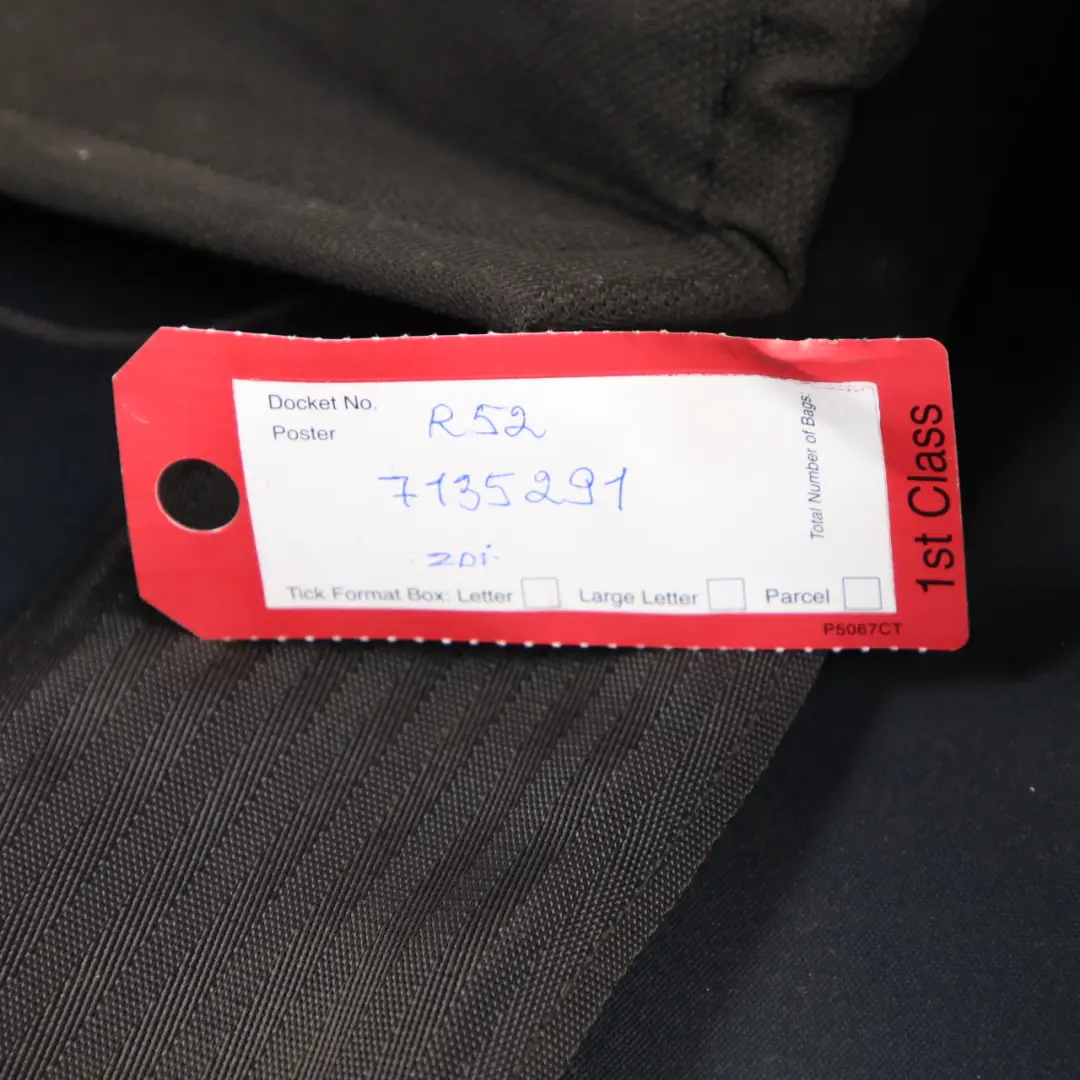 Docket No. R52
Poster
7135291
ZDi
Tick Format Box: Letter Large Letter Parcel
Total Number of Bags:
1st Class
P5067CT